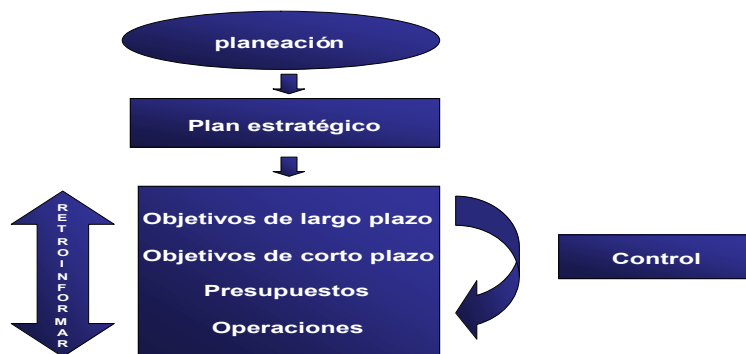 planeación
Plan estratégico
Objetivos de largo plazo
Objetivos de corto plazo
Presupuestos
Operaciones
RETROINFORMAR
Control